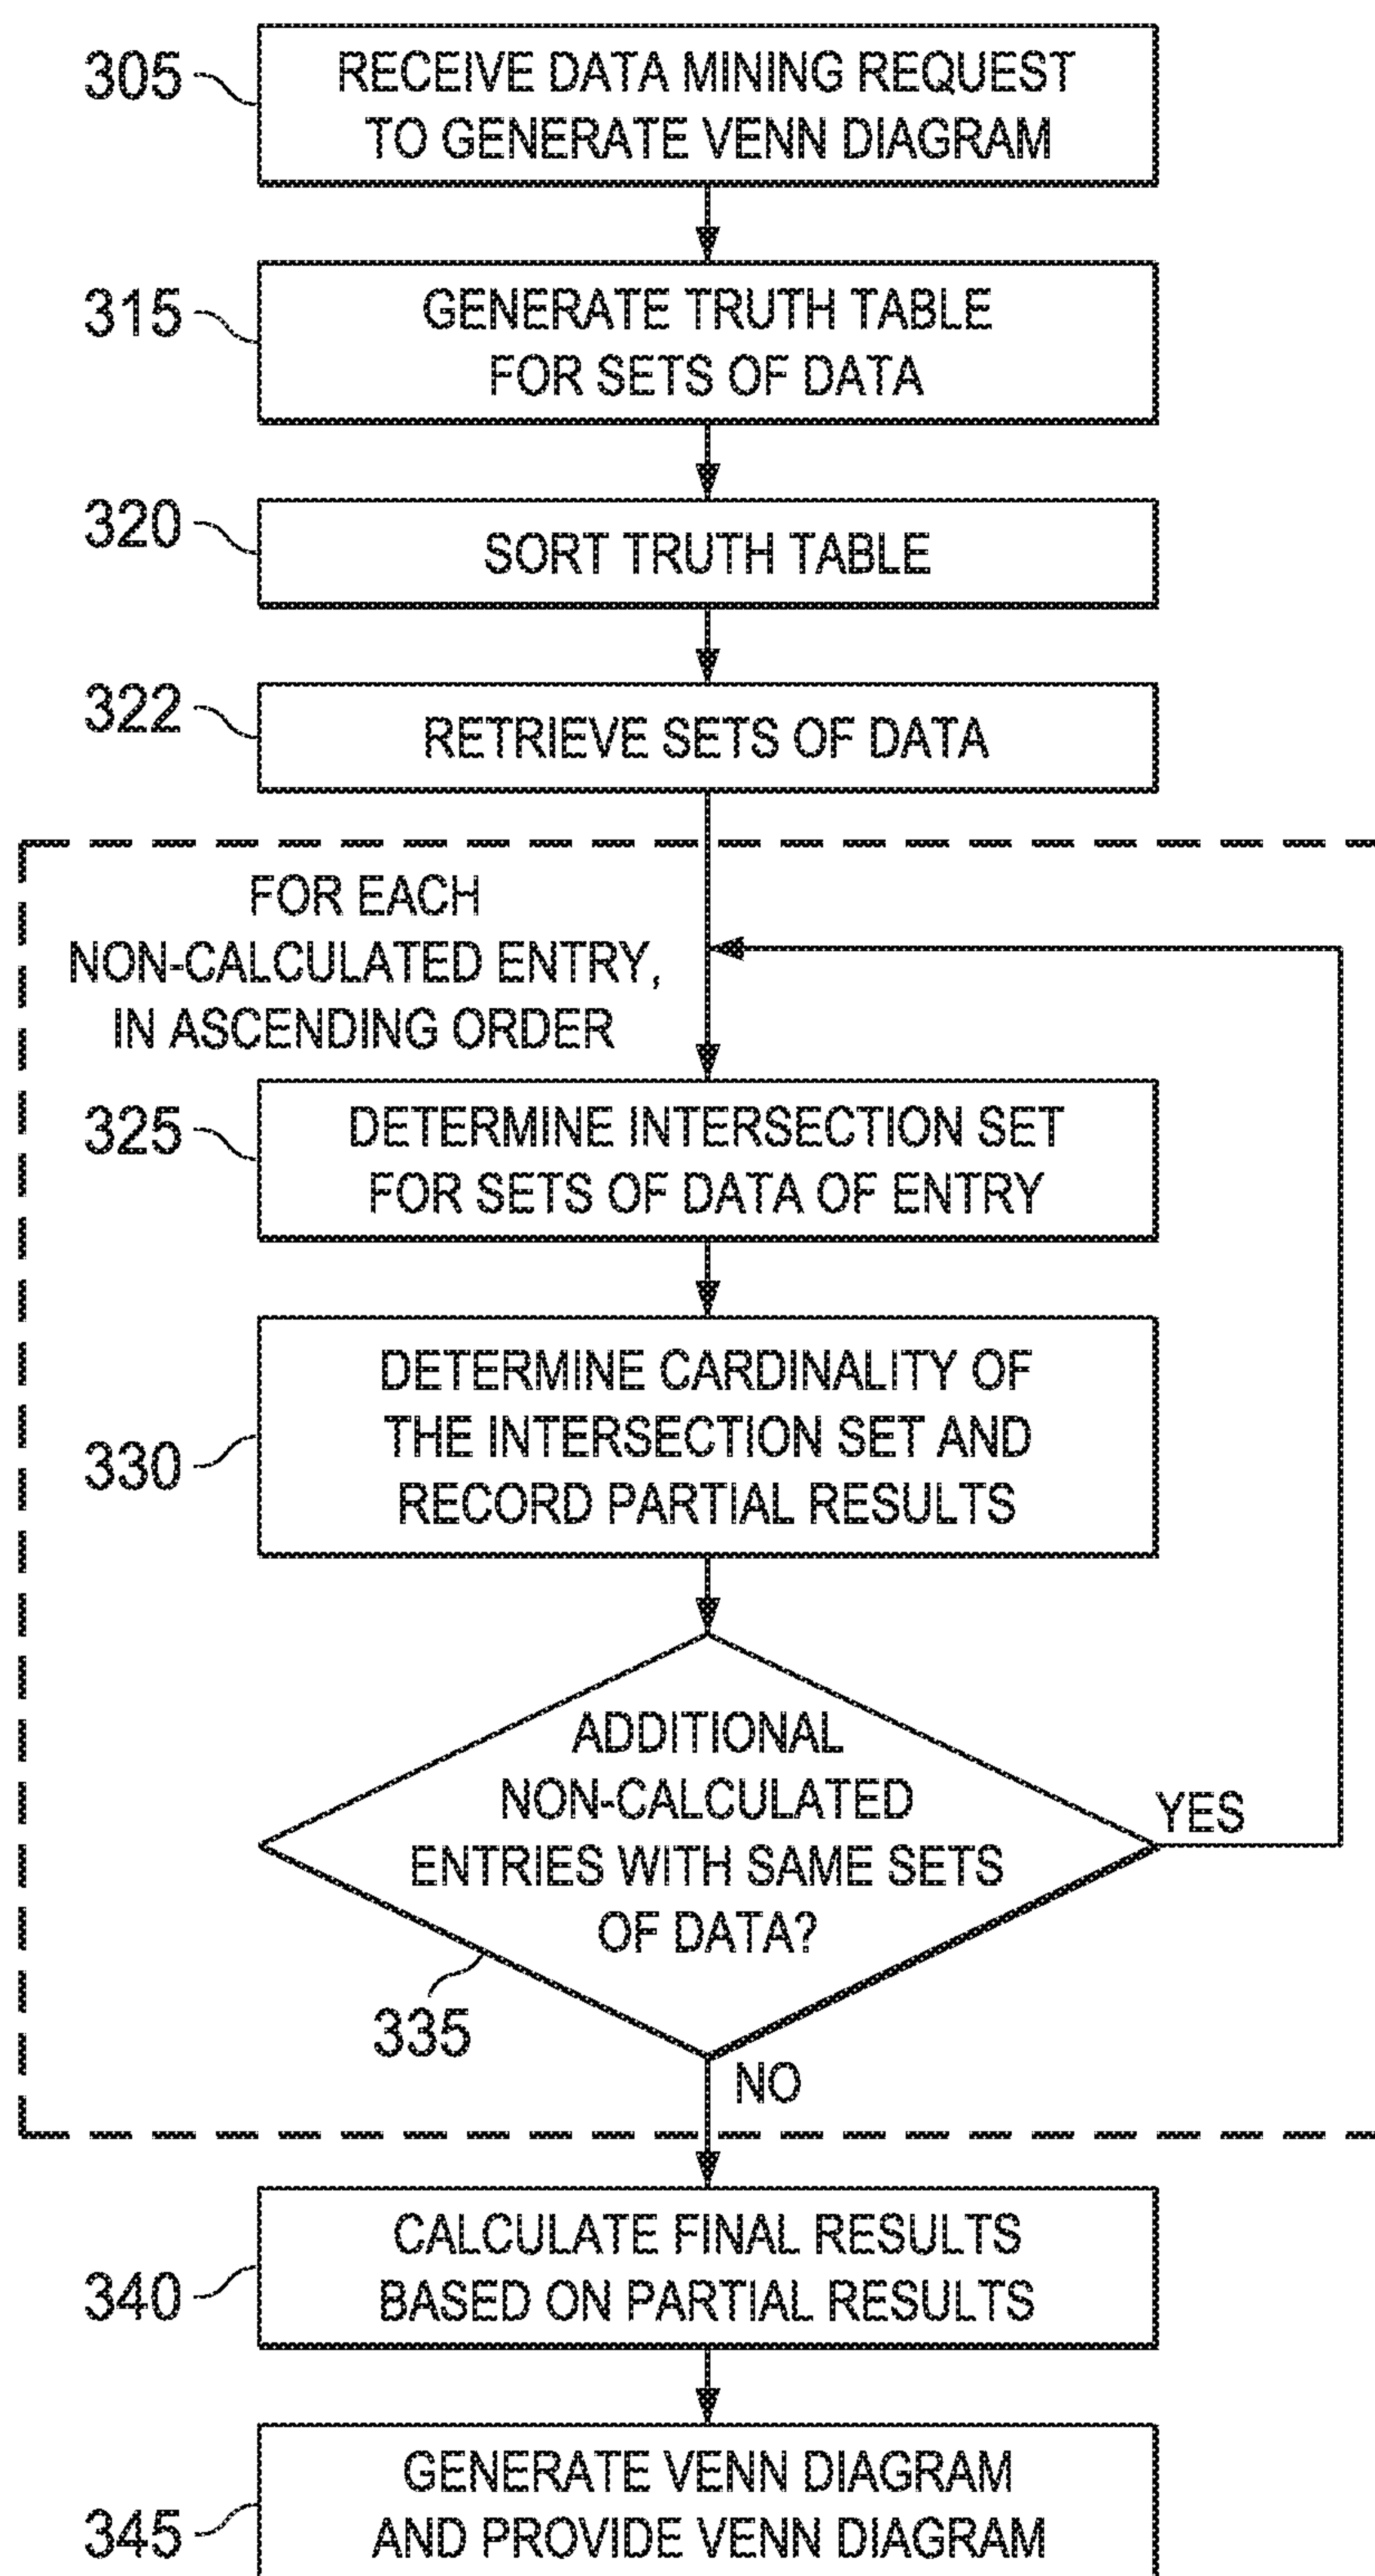 305
RECEIVE DATA MINING REQUEST
TO GENERATE VENN DIAGRAM
315
GENERATE TRUTH TABLE
FOR SETS OF DATA
320
SORT TRUTH TABLE
322
RETRIEVE SETS OF DATA
FOR EACH
NON-CALCULATED ENTRY,
IN ASCENDING ORDER
325
DETERMINE INTERSECTION SET
FOR SETS OF DATA OF ENTRY
330
DETERMINE CARDINALITY OF
THE INTERSECTION SET AND
RECORD PARTIAL RESULTS
ADDITIONAL
NON-CALCULATED
ENTRIES WITH SAME SETS
OF DATA?
YES
335
NO
340
CALCULATE FINAL RESULTS
BASED ON PARTIAL RESULTS
345
GENERATE VENN DIAGRAM
AND PROVIDE VENN DIAGRAM